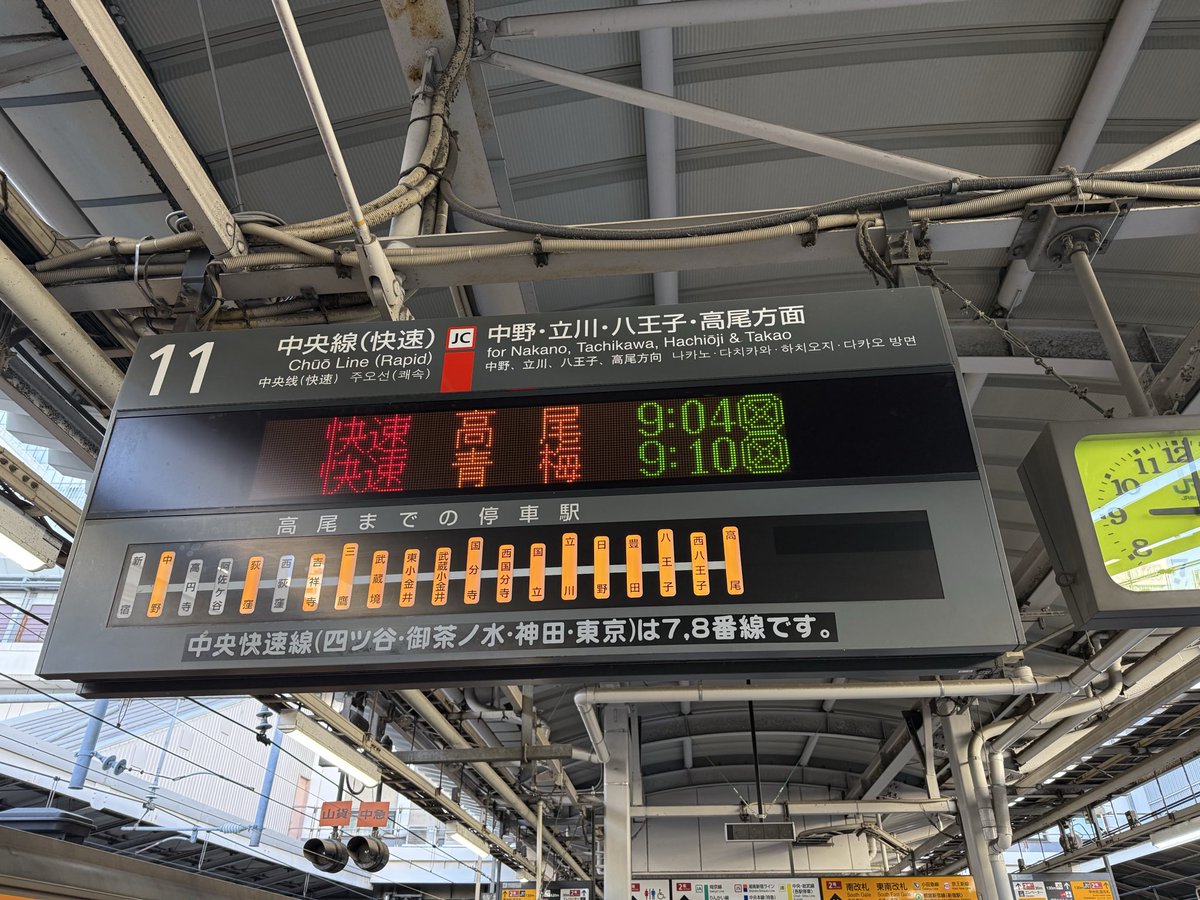 11
中央線(快速)
Chūō Line (Rapid)
中央线(快速) 주오선(쾌속)
JC
中野・立川・八王子・高尾方面
for Nakano, Tachikawa, Hachiōji & Takao
中野、立川、八王子、高尾方向 나카노・다치카와・하치오지・다카오 방면
快速 高尾 9:04
快速 青梅 9:10
高尾までの停車駅
新宿 中野 高円寺 阿佐ケ谷 荻窪 西荻窪 吉祥寺 三鷹 武蔵境 東小金井 武蔵小金井 国分寺 西国分寺 国立 立川 日野 豊田 八王子 西八王子 高尾
中央快速線(四ツ谷・御茶ノ水・神田・東京)は7,8番線です。
10 11 12
9
8
山貨 中急
南改札 東南改札
South Gate